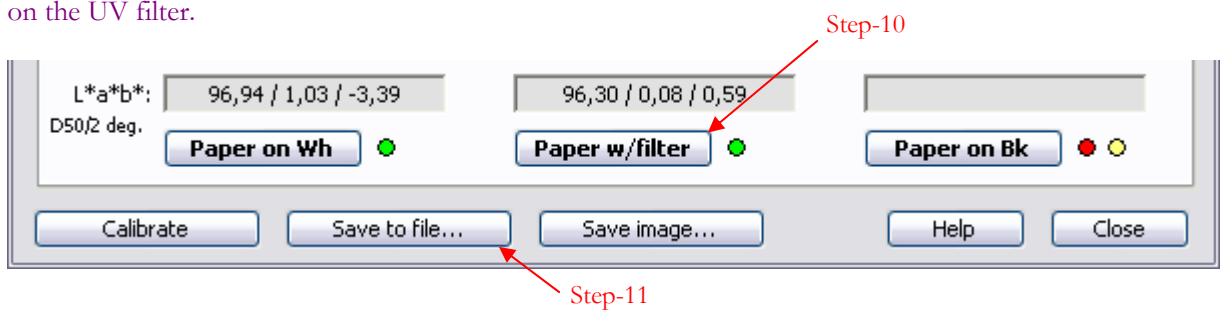 on the UV filter.
Step-10
L*a*b*: 96,94 / 1,03 / -3,39 96,30 / 0,08 / 0,59
D50/2 deg.
Paper on Wh Paper w/filter Paper on Bk
Calibrate Save to file... Save image... Help Close
Step-11